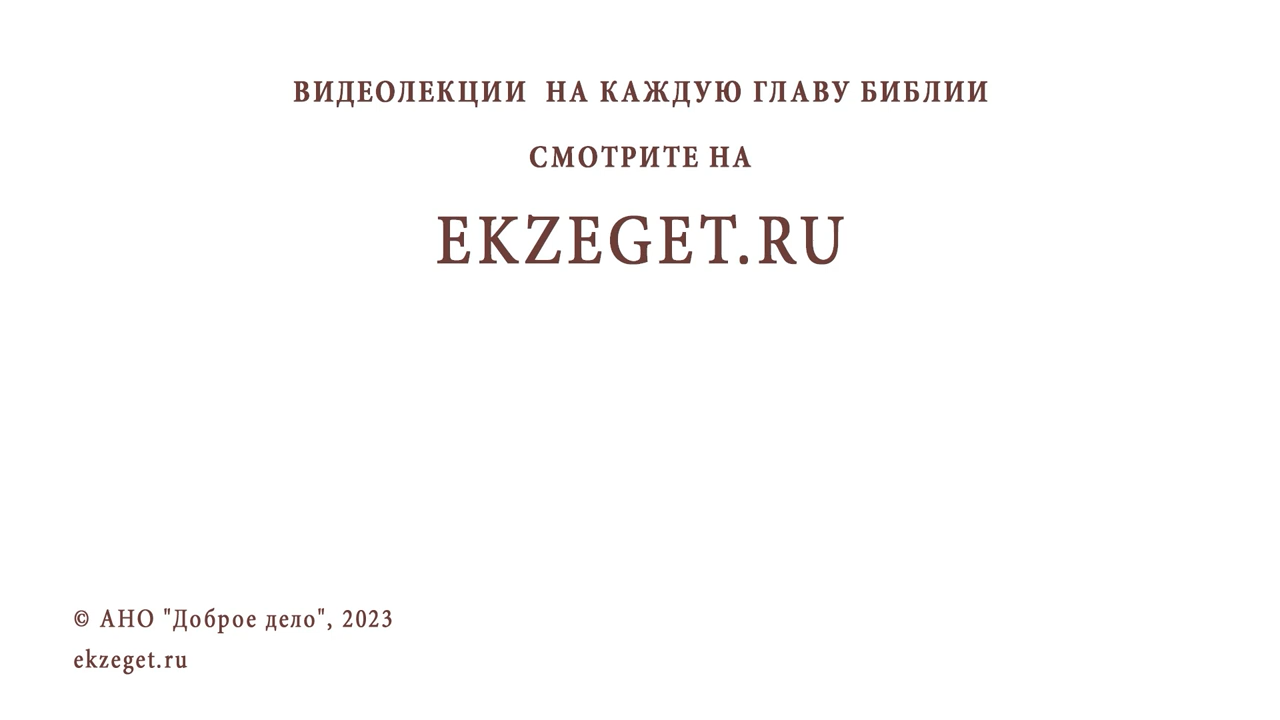 ВИДЕОЛЕКЦИИ НА КАЖДУЮ ГЛАВУ БИБЛИИ
СМОТРИТЕ НА
EKZEGET.RU
© АНО "Доброе дело", 2023
ekzeget.ru